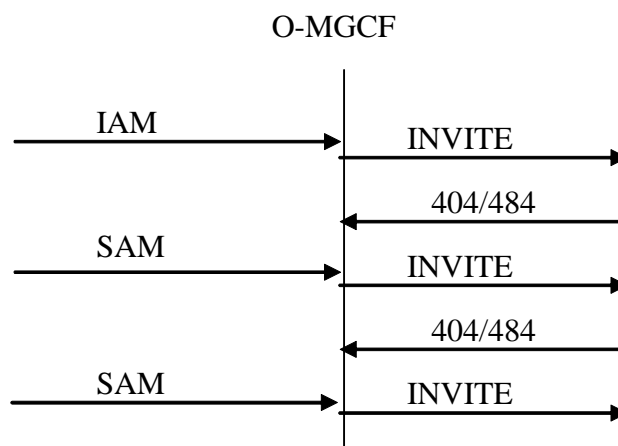 O-MGCF
IAM
INVITE
404/484
SAM
INVITE
404/484
SAM
INVITE